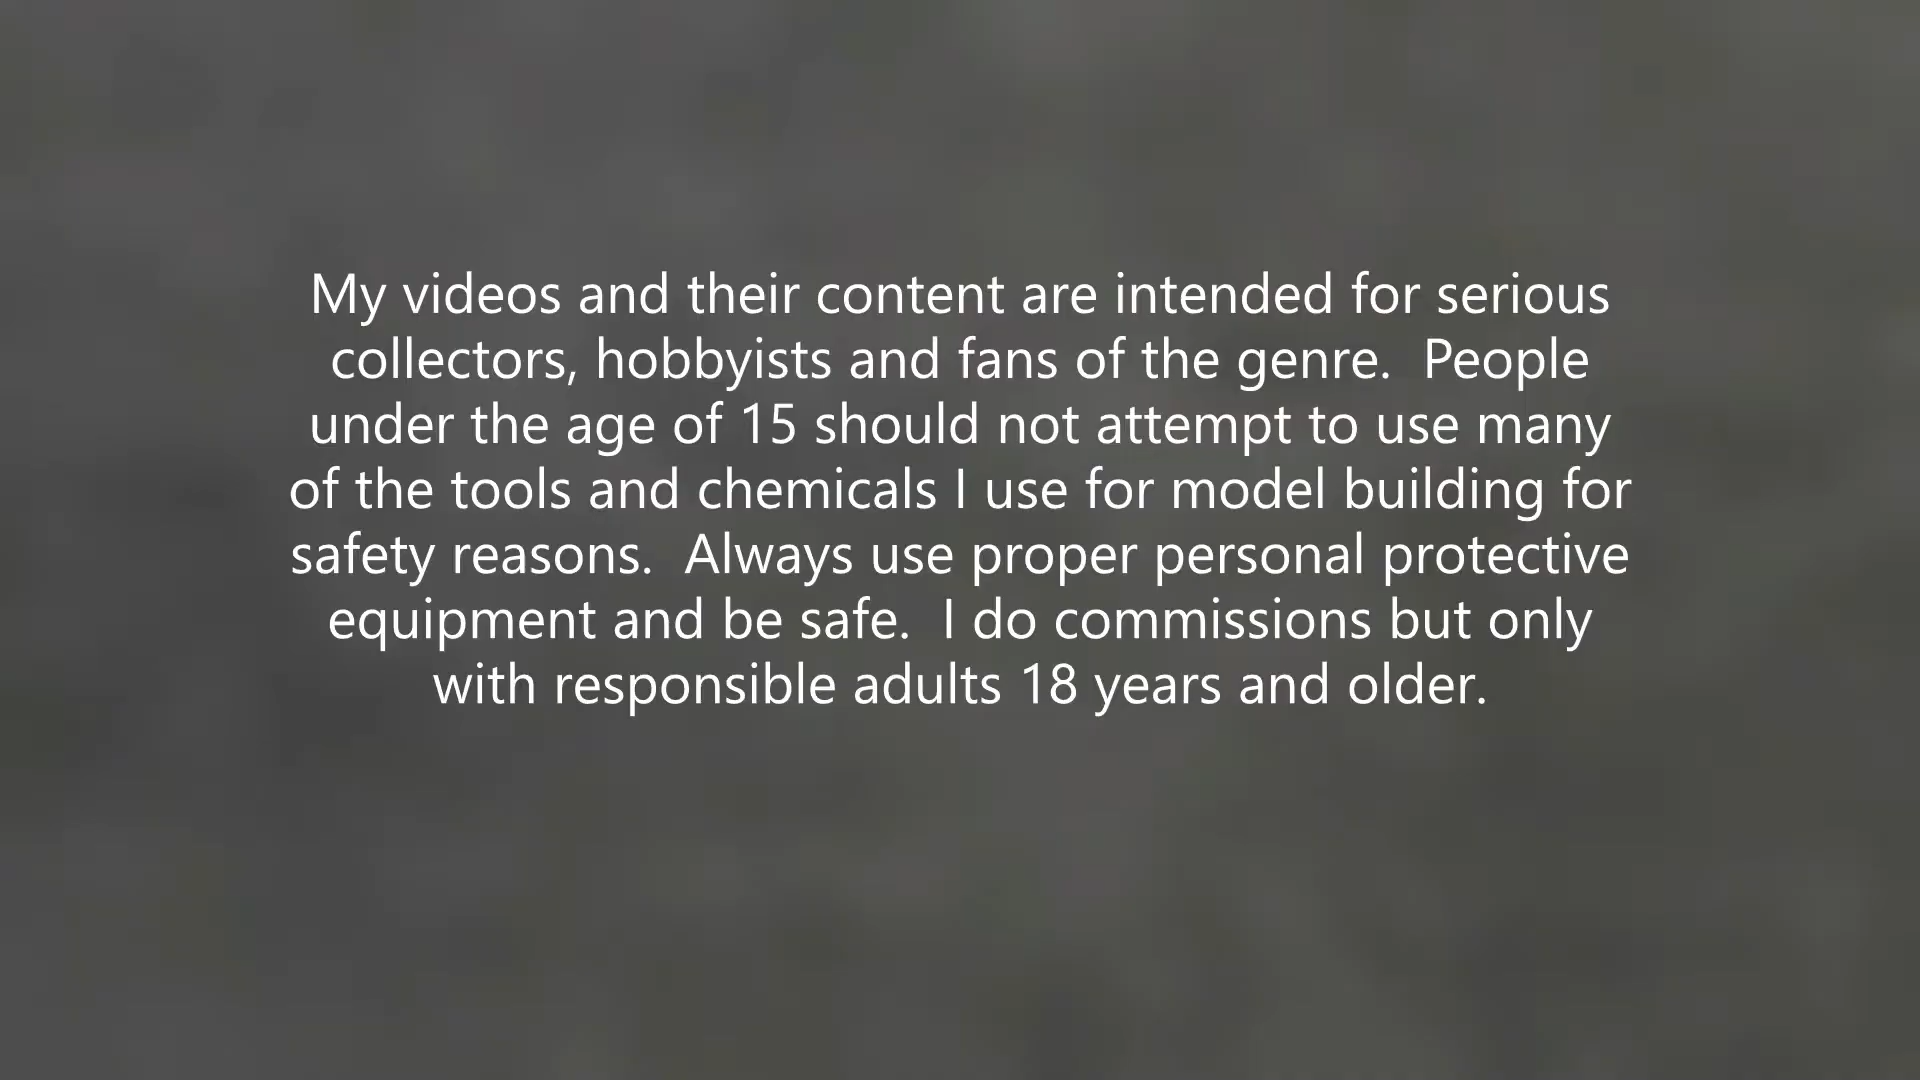 My videos and their content are intended for serious
collectors, hobbyists and fans of the genre.  People
under the age of 15 should not attempt to use many
of the tools and chemicals I use for model building for
safety reasons.  Always use proper personal protective
equipment and be safe.  I do commissions but only
with responsible adults 18 years and older.